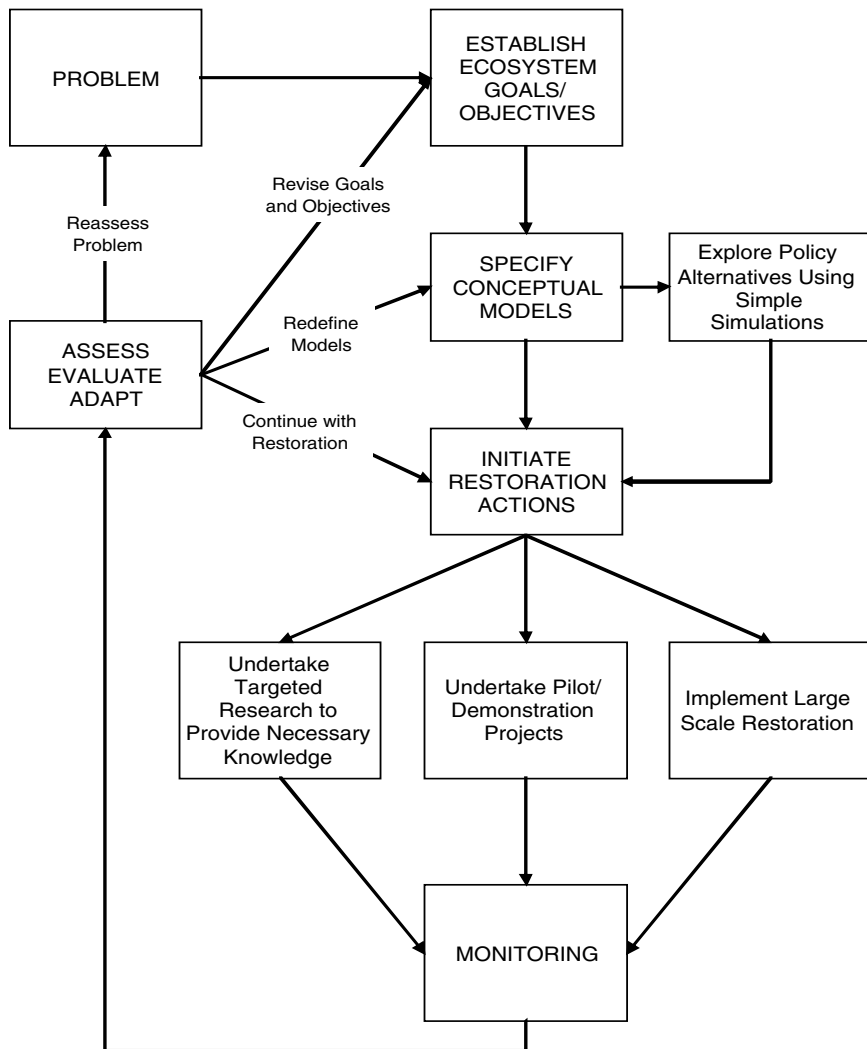 PROBLEM
ESTABLISH
ECOSYSTEM
GOALS/
OBJECTIVES
Revise Goals
and Objectives
Reassess
Problem
SPECIFY
CONCEPTUAL
MODELS
Explore Policy
Alternatives Using
Simple
Simulations
Redefine
Models
ASSESS
EVALUATE
ADAPT
Continue with
Restoration
INITIATE
RESTORATION
ACTIONS
Undertake
Targeted
Research to
Provide Necessary
Knowledge
Undertake Pilot/
Demonstration
Projects
Implement Large
Scale Restoration
MONITORING